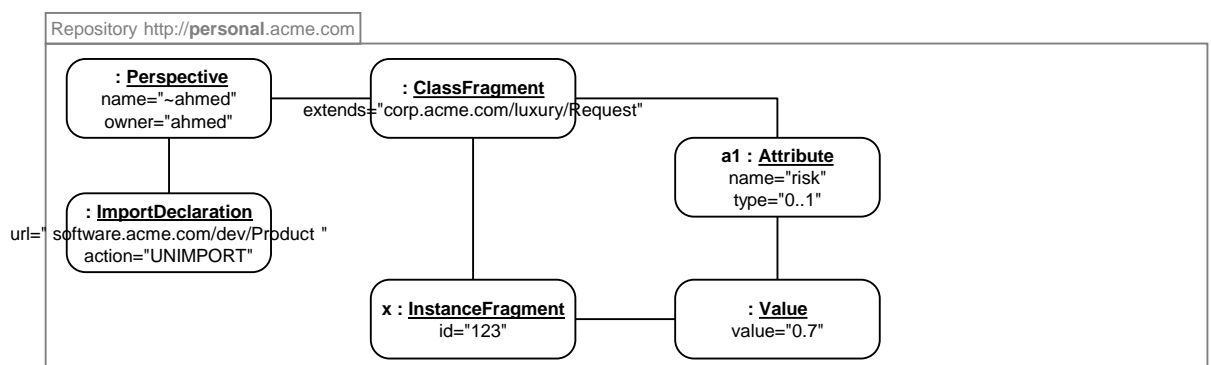 Repository http://personal.acme.com
: Perspective
name="~ahmed"
owner="ahmed"
: ClassFragment
extends="corp.acme.com/luxury/Request"
a1 : Attribute
name="risk"
type="0..1"
: ImportDeclaration
url=" software.acme.com/dev/Product "
action="UNIMPORT"
x : InstanceFragment
id="123"
: Value
value="0.7"